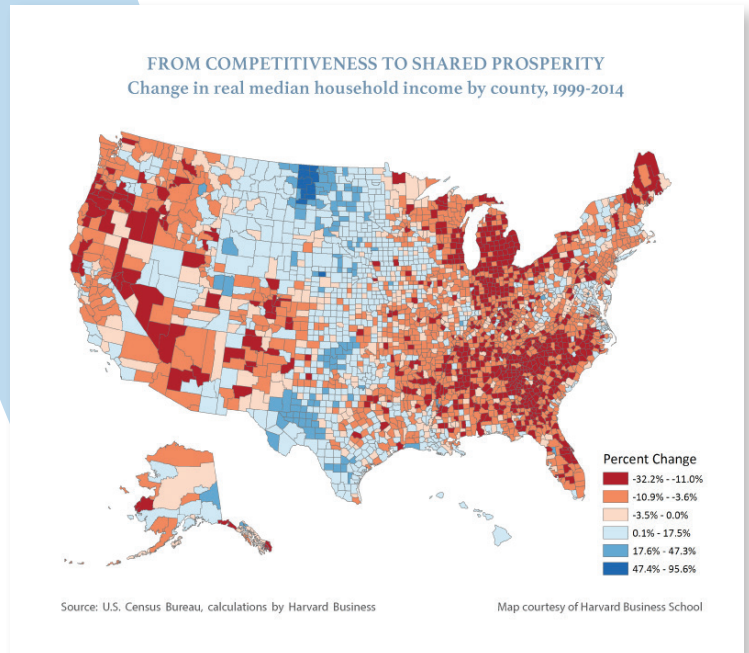 FROM COMPETITIVENESS TO SHARED PROSPERITY
Change in real median household income by county, 1999-2014
Percent Change
-32.2% - -11.0%
-10.9% - -3.6%
-3.5% - 0.0%
0.1% - 17.5%
17.6% - 47.3%
47.4% - 95.6%
Source: U.S. Census Bureau, calculations by Harvard Business
Map courtesy of Harvard Business School